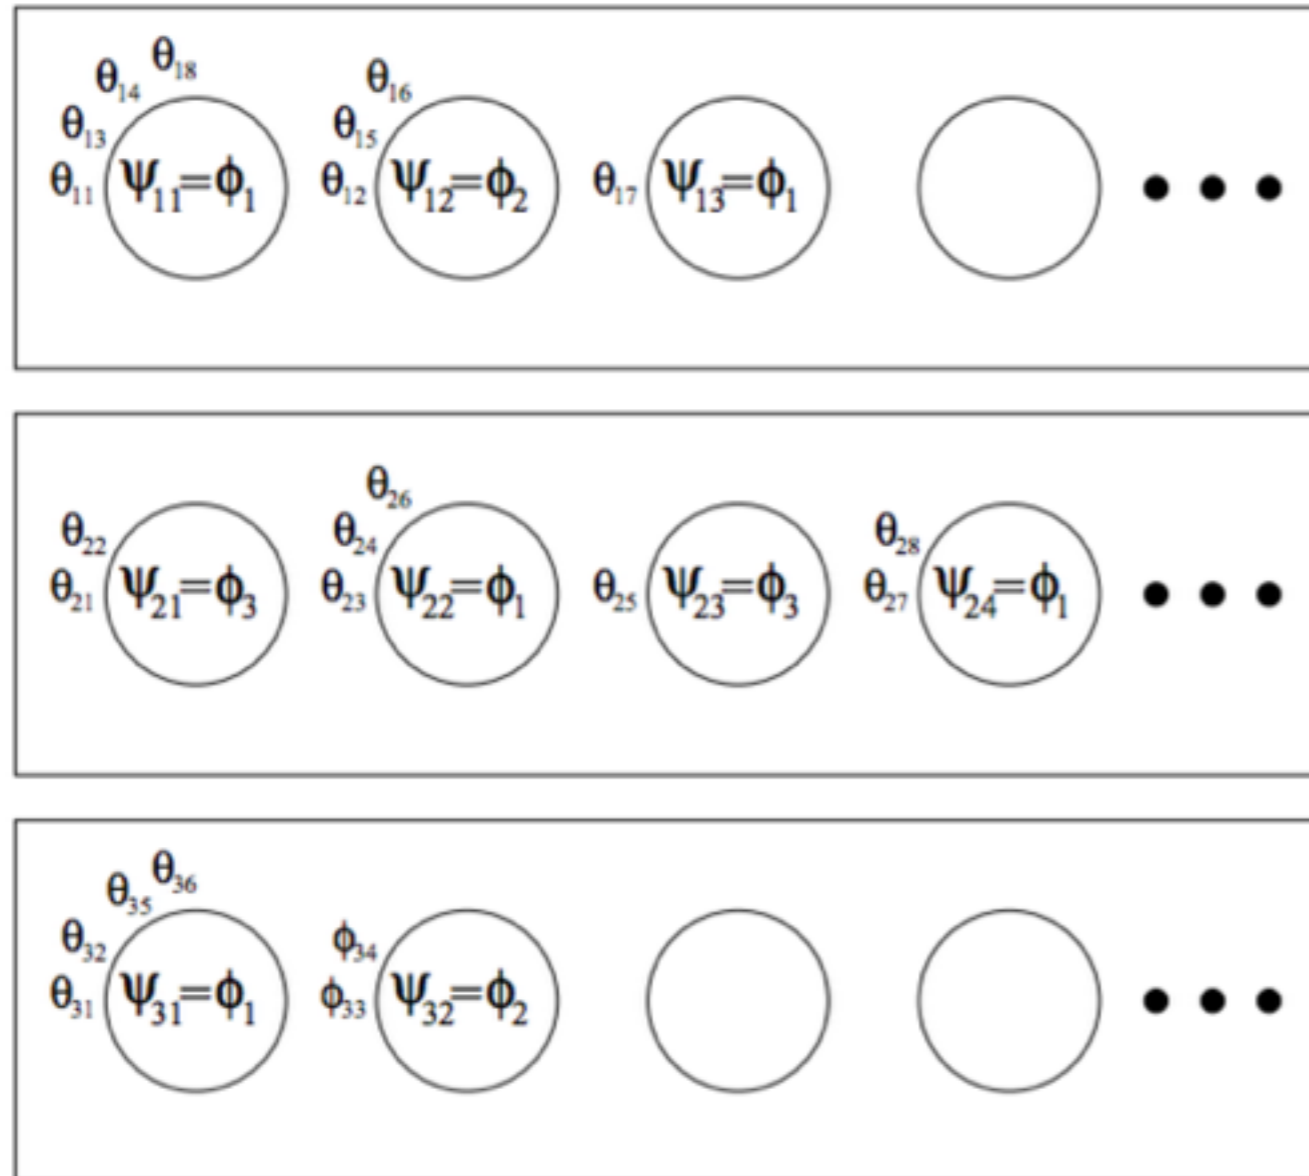 θ14 θ18 θ16
θ13 θ15
θ11 ψ11=ϕ1 θ12 ψ12=ϕ2 θ17 ψ13=ϕ1
θ26
θ22 θ24 θ28
θ21 ψ21=ϕ3 θ23 ψ22=ϕ1 θ25 ψ23=ϕ3 θ27 ψ24=ϕ1
θ35 θ36
θ32 ϕ34
θ31 ψ31=ϕ1 ϕ33 ψ32=ϕ2